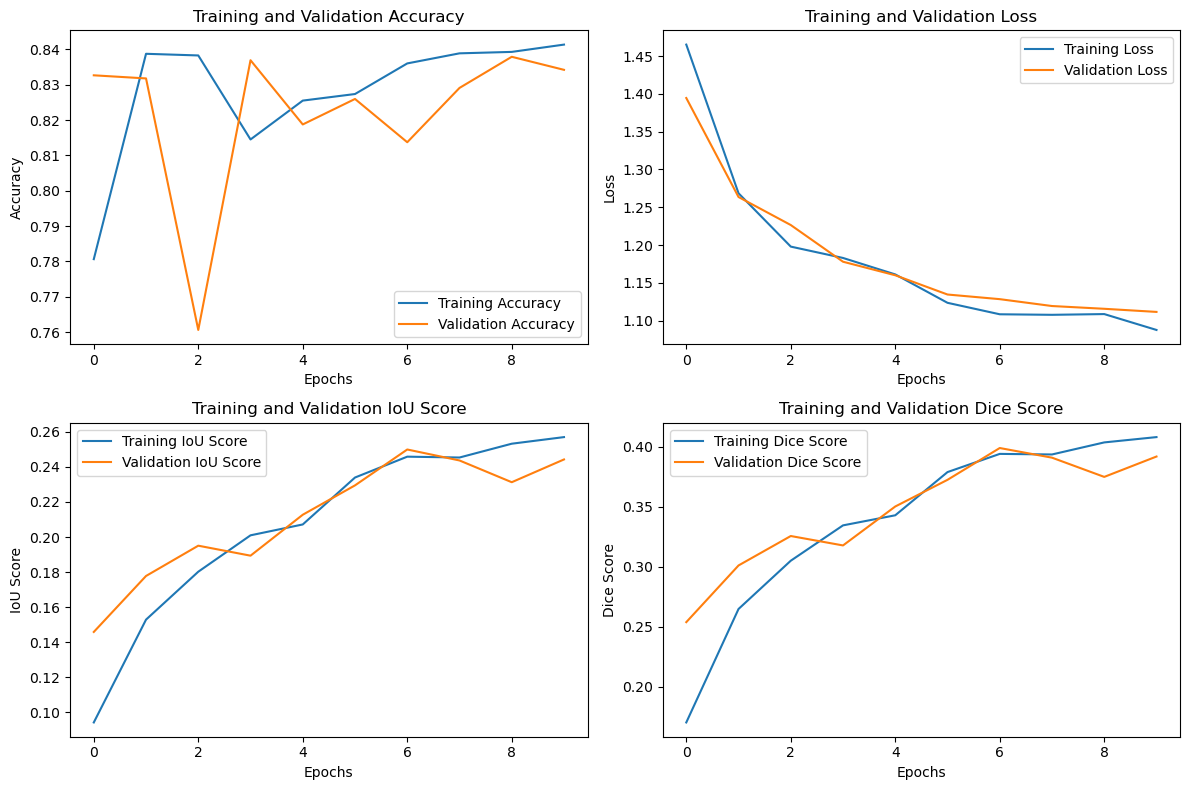 Training and Validation Accuracy
0.84
0.83
0.82
0.81
0.80
0.79
0.78
0.77
0.76
Accuracy
Training Accuracy
Validation Accuracy
0 2 4 6 8
Epochs
Training and Validation Loss
1.45
1.40
1.35
1.30
1.25
1.20
1.15
1.10
Loss
Training Loss
Validation Loss
0 2 4 6 8
Epochs
Training and Validation IoU Score
0.26
0.24
0.22
0.20
0.18
0.16
0.14
0.12
0.10
IoU Score
Training IoU Score
Validation IoU Score
0 2 4 6 8
Epochs
Training and Validation Dice Score
0.40
0.35
0.30
0.25
0.20
Dice Score
Training Dice Score
Validation Dice Score
0 2 4 6 8
Epochs